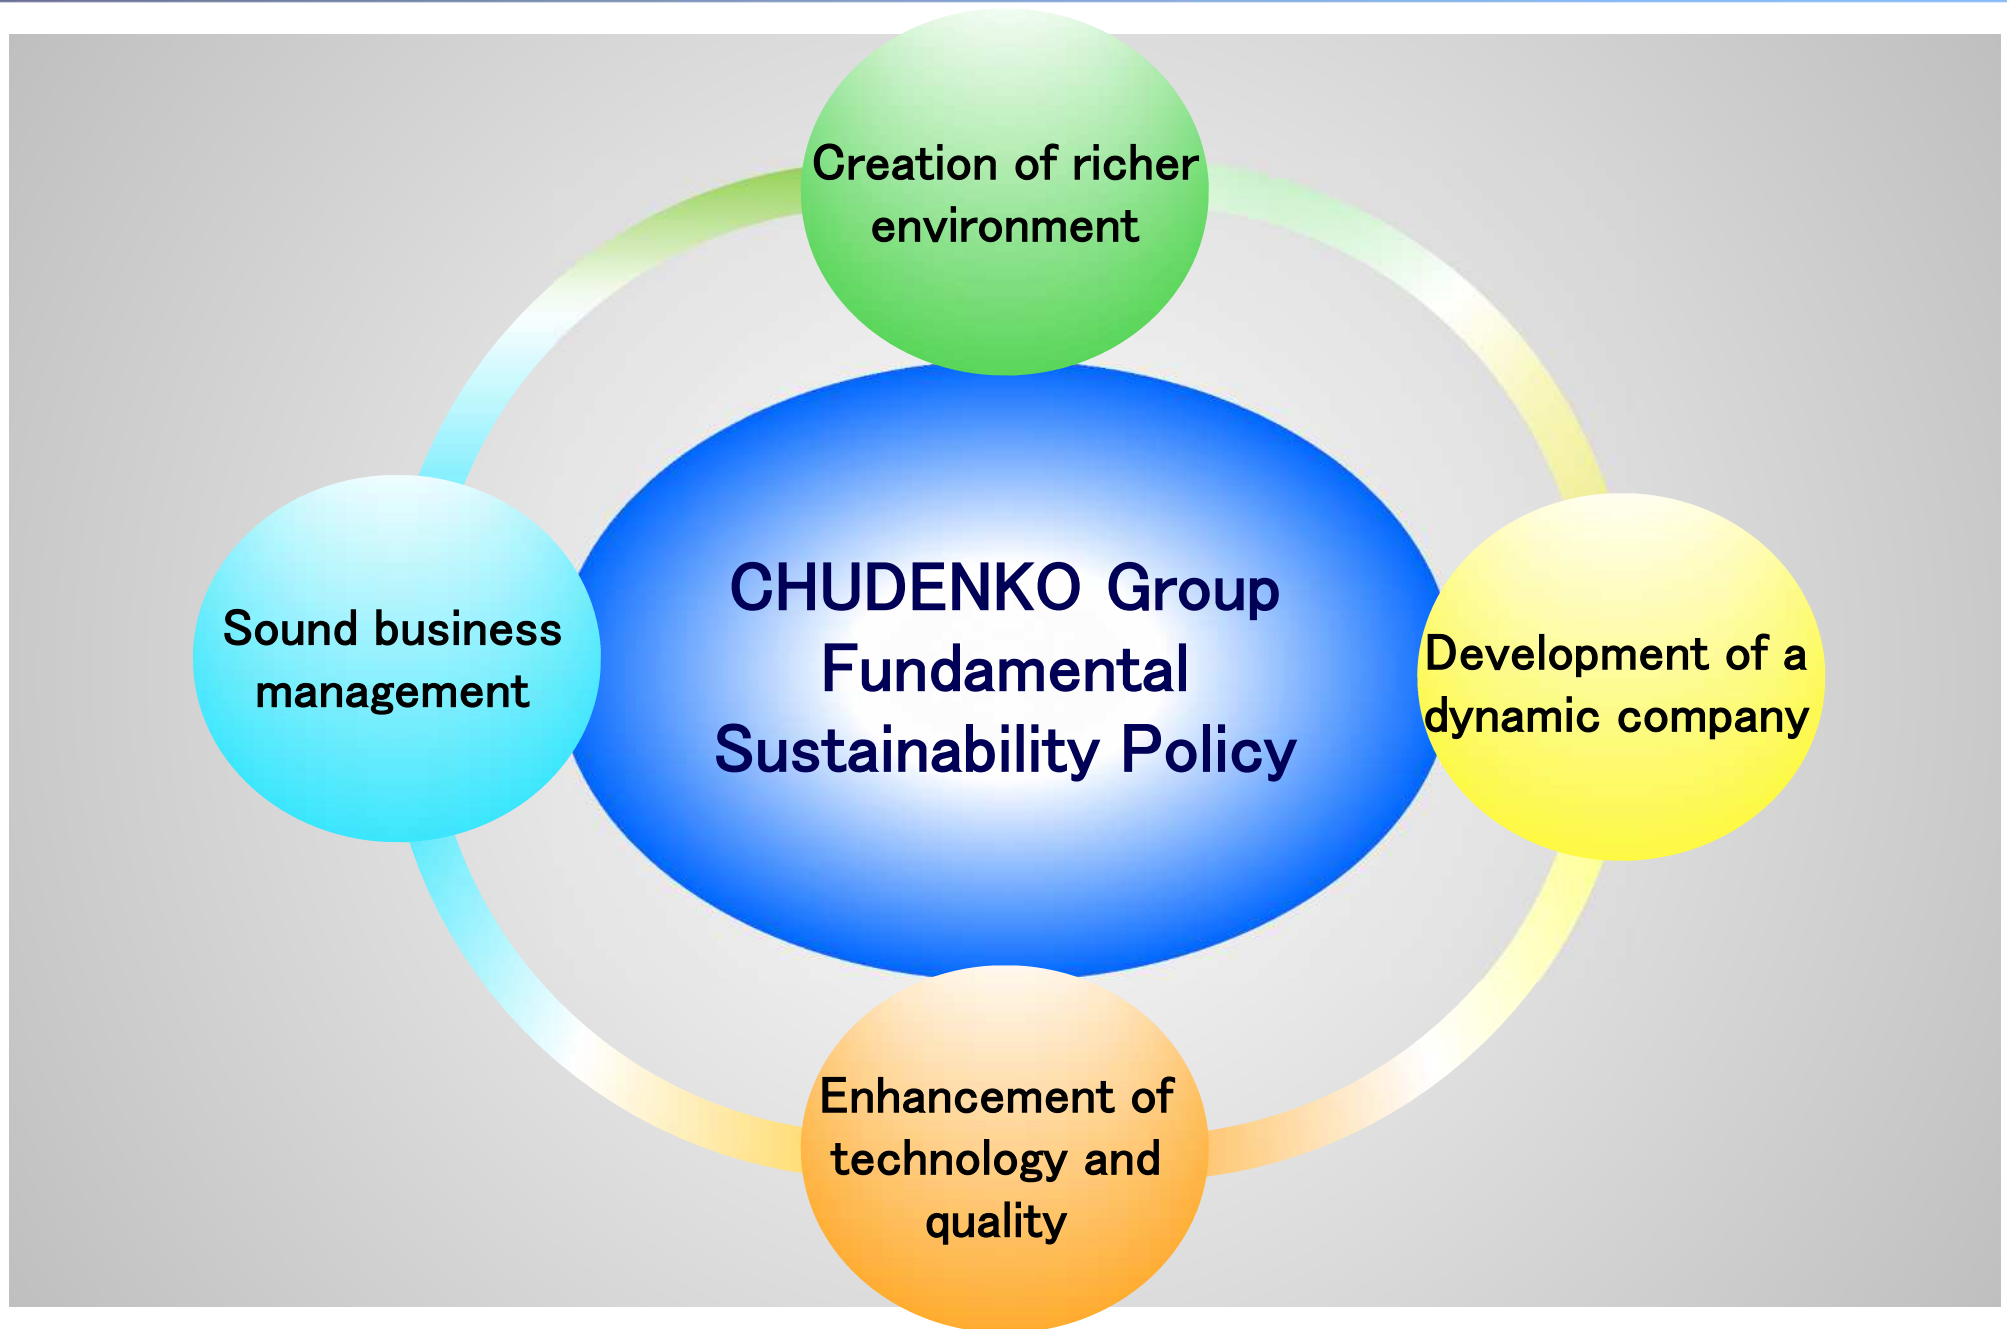 Creation of richer
environment
Sound business
management
CHUDENKO Group
Fundamental
Sustainability Policy
Development of a
dynamic company
Enhancement of
technology and
quality